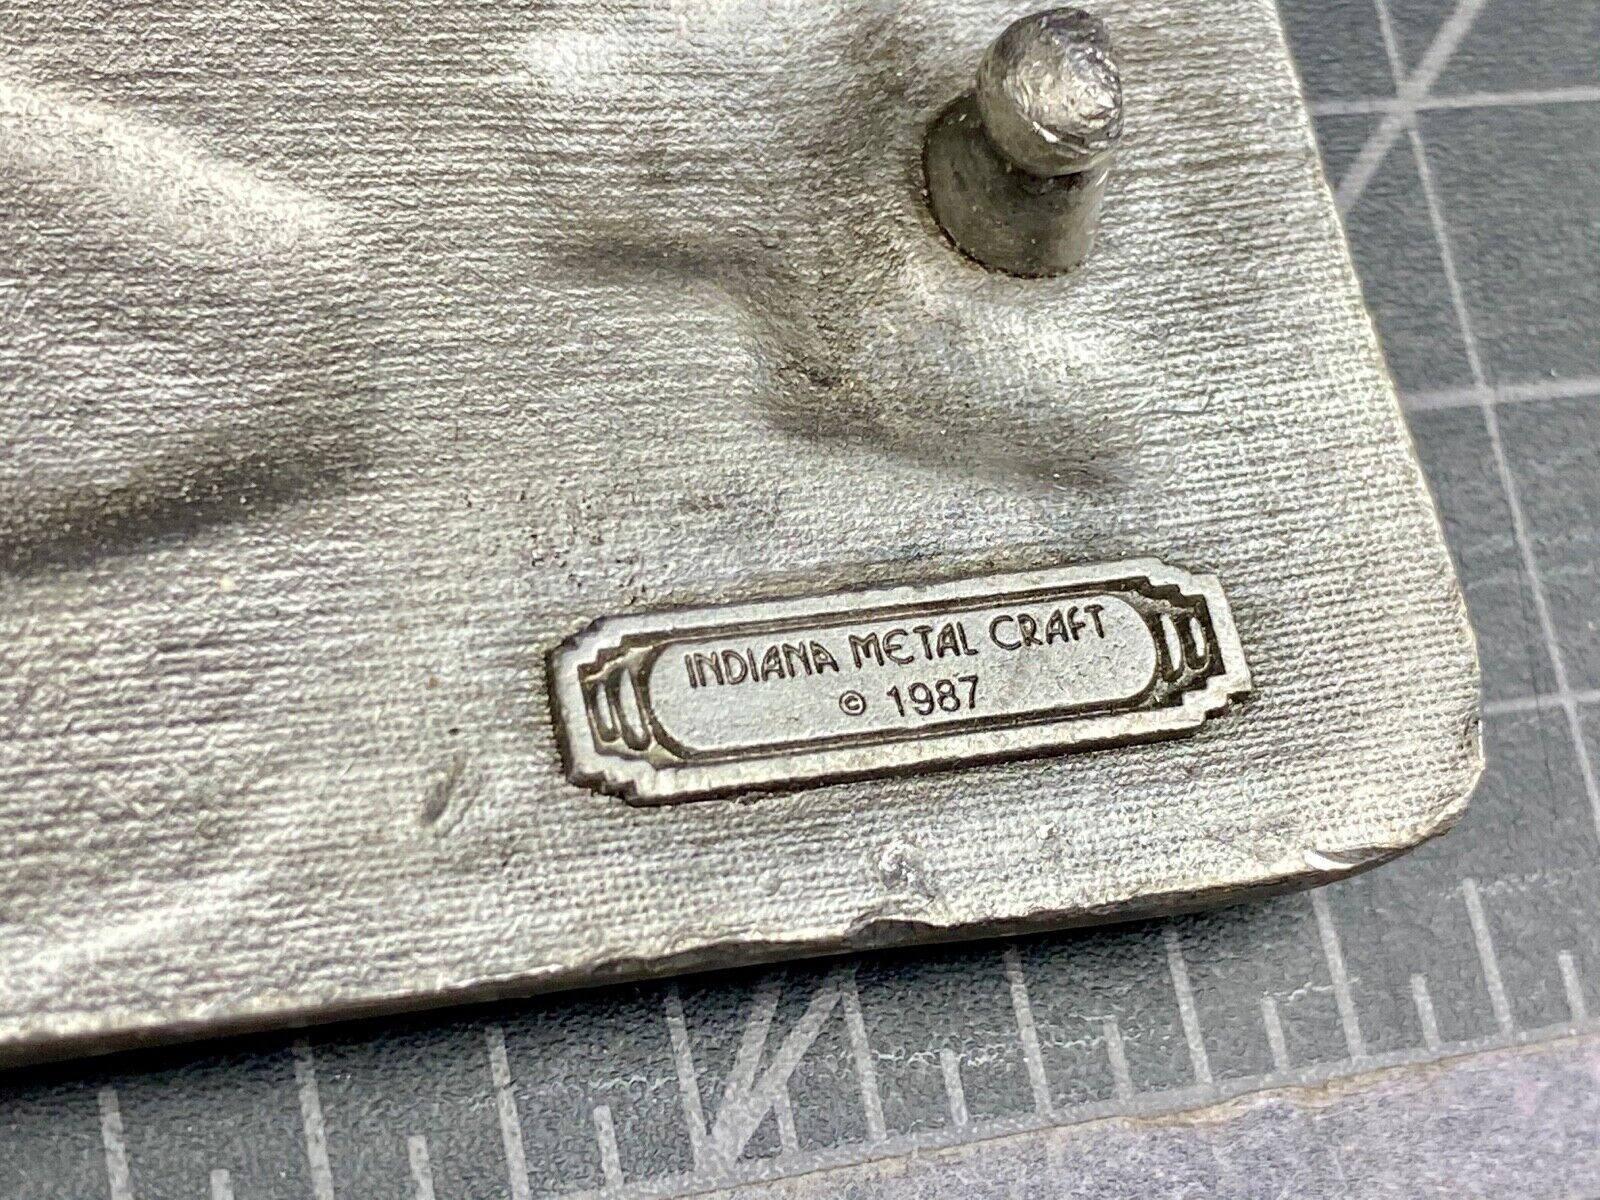 INDIANA METAL CRAFT
© 1987